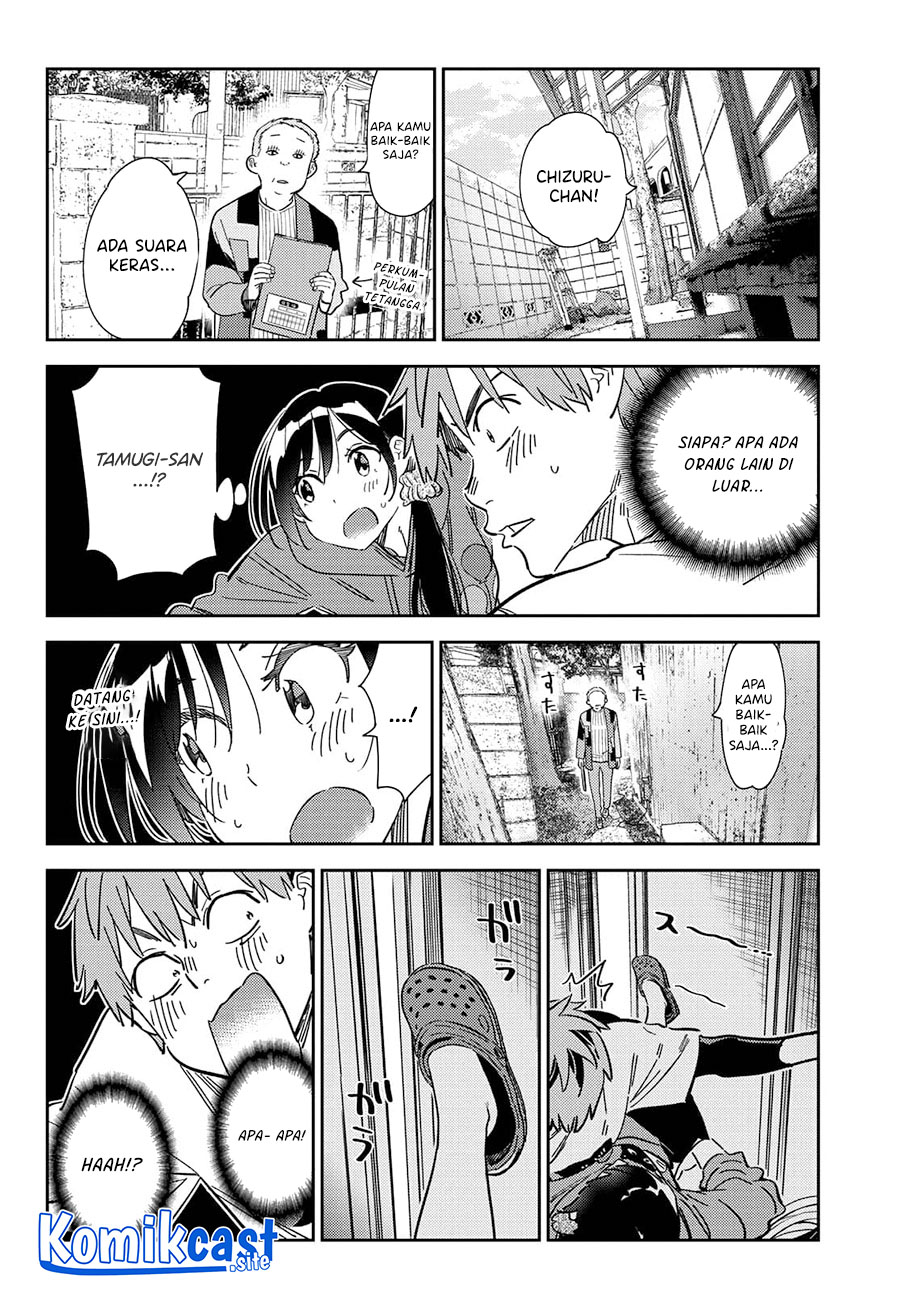 CHIZURU-
CHAN!
APA KAMU
BAIK-BAIK
SAJA?
ADA SUARA
KERAS...
PERKUM-
PULAN
TETANGGA
SIAPA? APA ADA
ORANG LAIN DI
LUAR...
TAMUGI-SAN
....!?
APA
KAMU
BAIK-
BAIK
SAJA...?
すた
すた
...!
DATANG
KE SINI...!
スー
ガラ
ガラ
APA- APA!
HAAH!?
Komikcast
.site